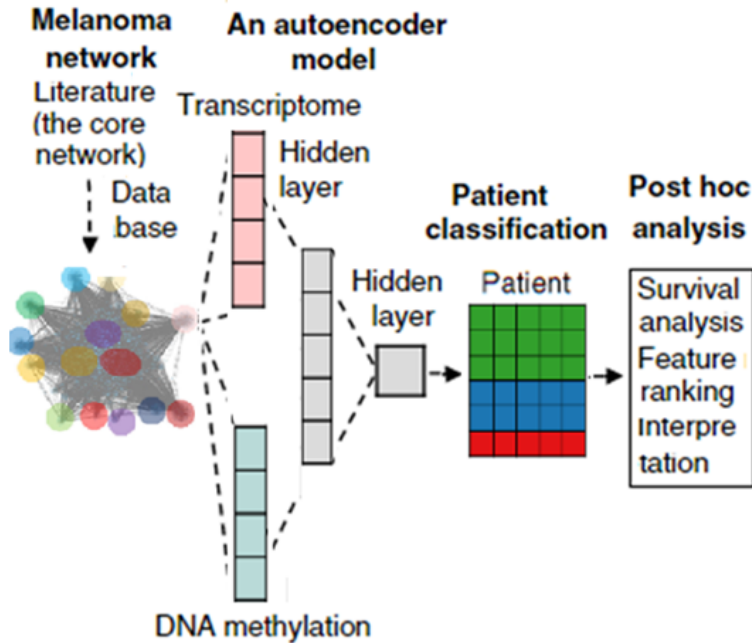 Melanoma
network
Literature
(the core
network)
Data
base
An autoencoder
model
Transcriptome
Hidden
layer
DNA methylation
Hidden
layer
Patient
classification
Patient
Post hoc
analysis
Survival
analysis
Feature
ranking
Interpre
tation